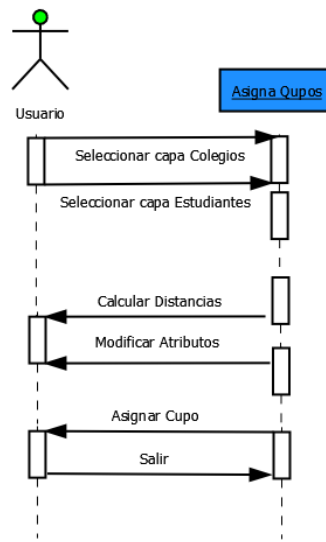 Usuario
Asigna Qupos
Seleccionar capa Colegios
Seleccionar capa Estudiantes
Calcular Distancias
Modificar Atributos
Asignar Cupo
Salir